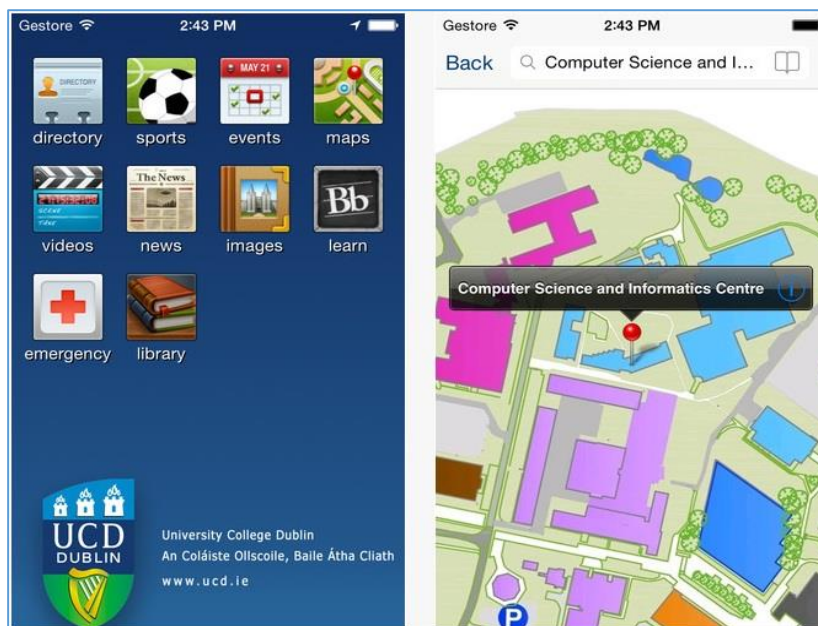 Gestore 2:43 PM
DIRECTORY
MAY 21
directory sports events maps
The News
Bb
videos news images learn
emergency library
UCD
DUBLIN
University College Dublin
An Coláiste Ollscoile, Baile Átha Cliath
www.ucd.ie
Gestore 2:43 PM
Back Computer Science and I...
Computer Science and Informatics Centre
P